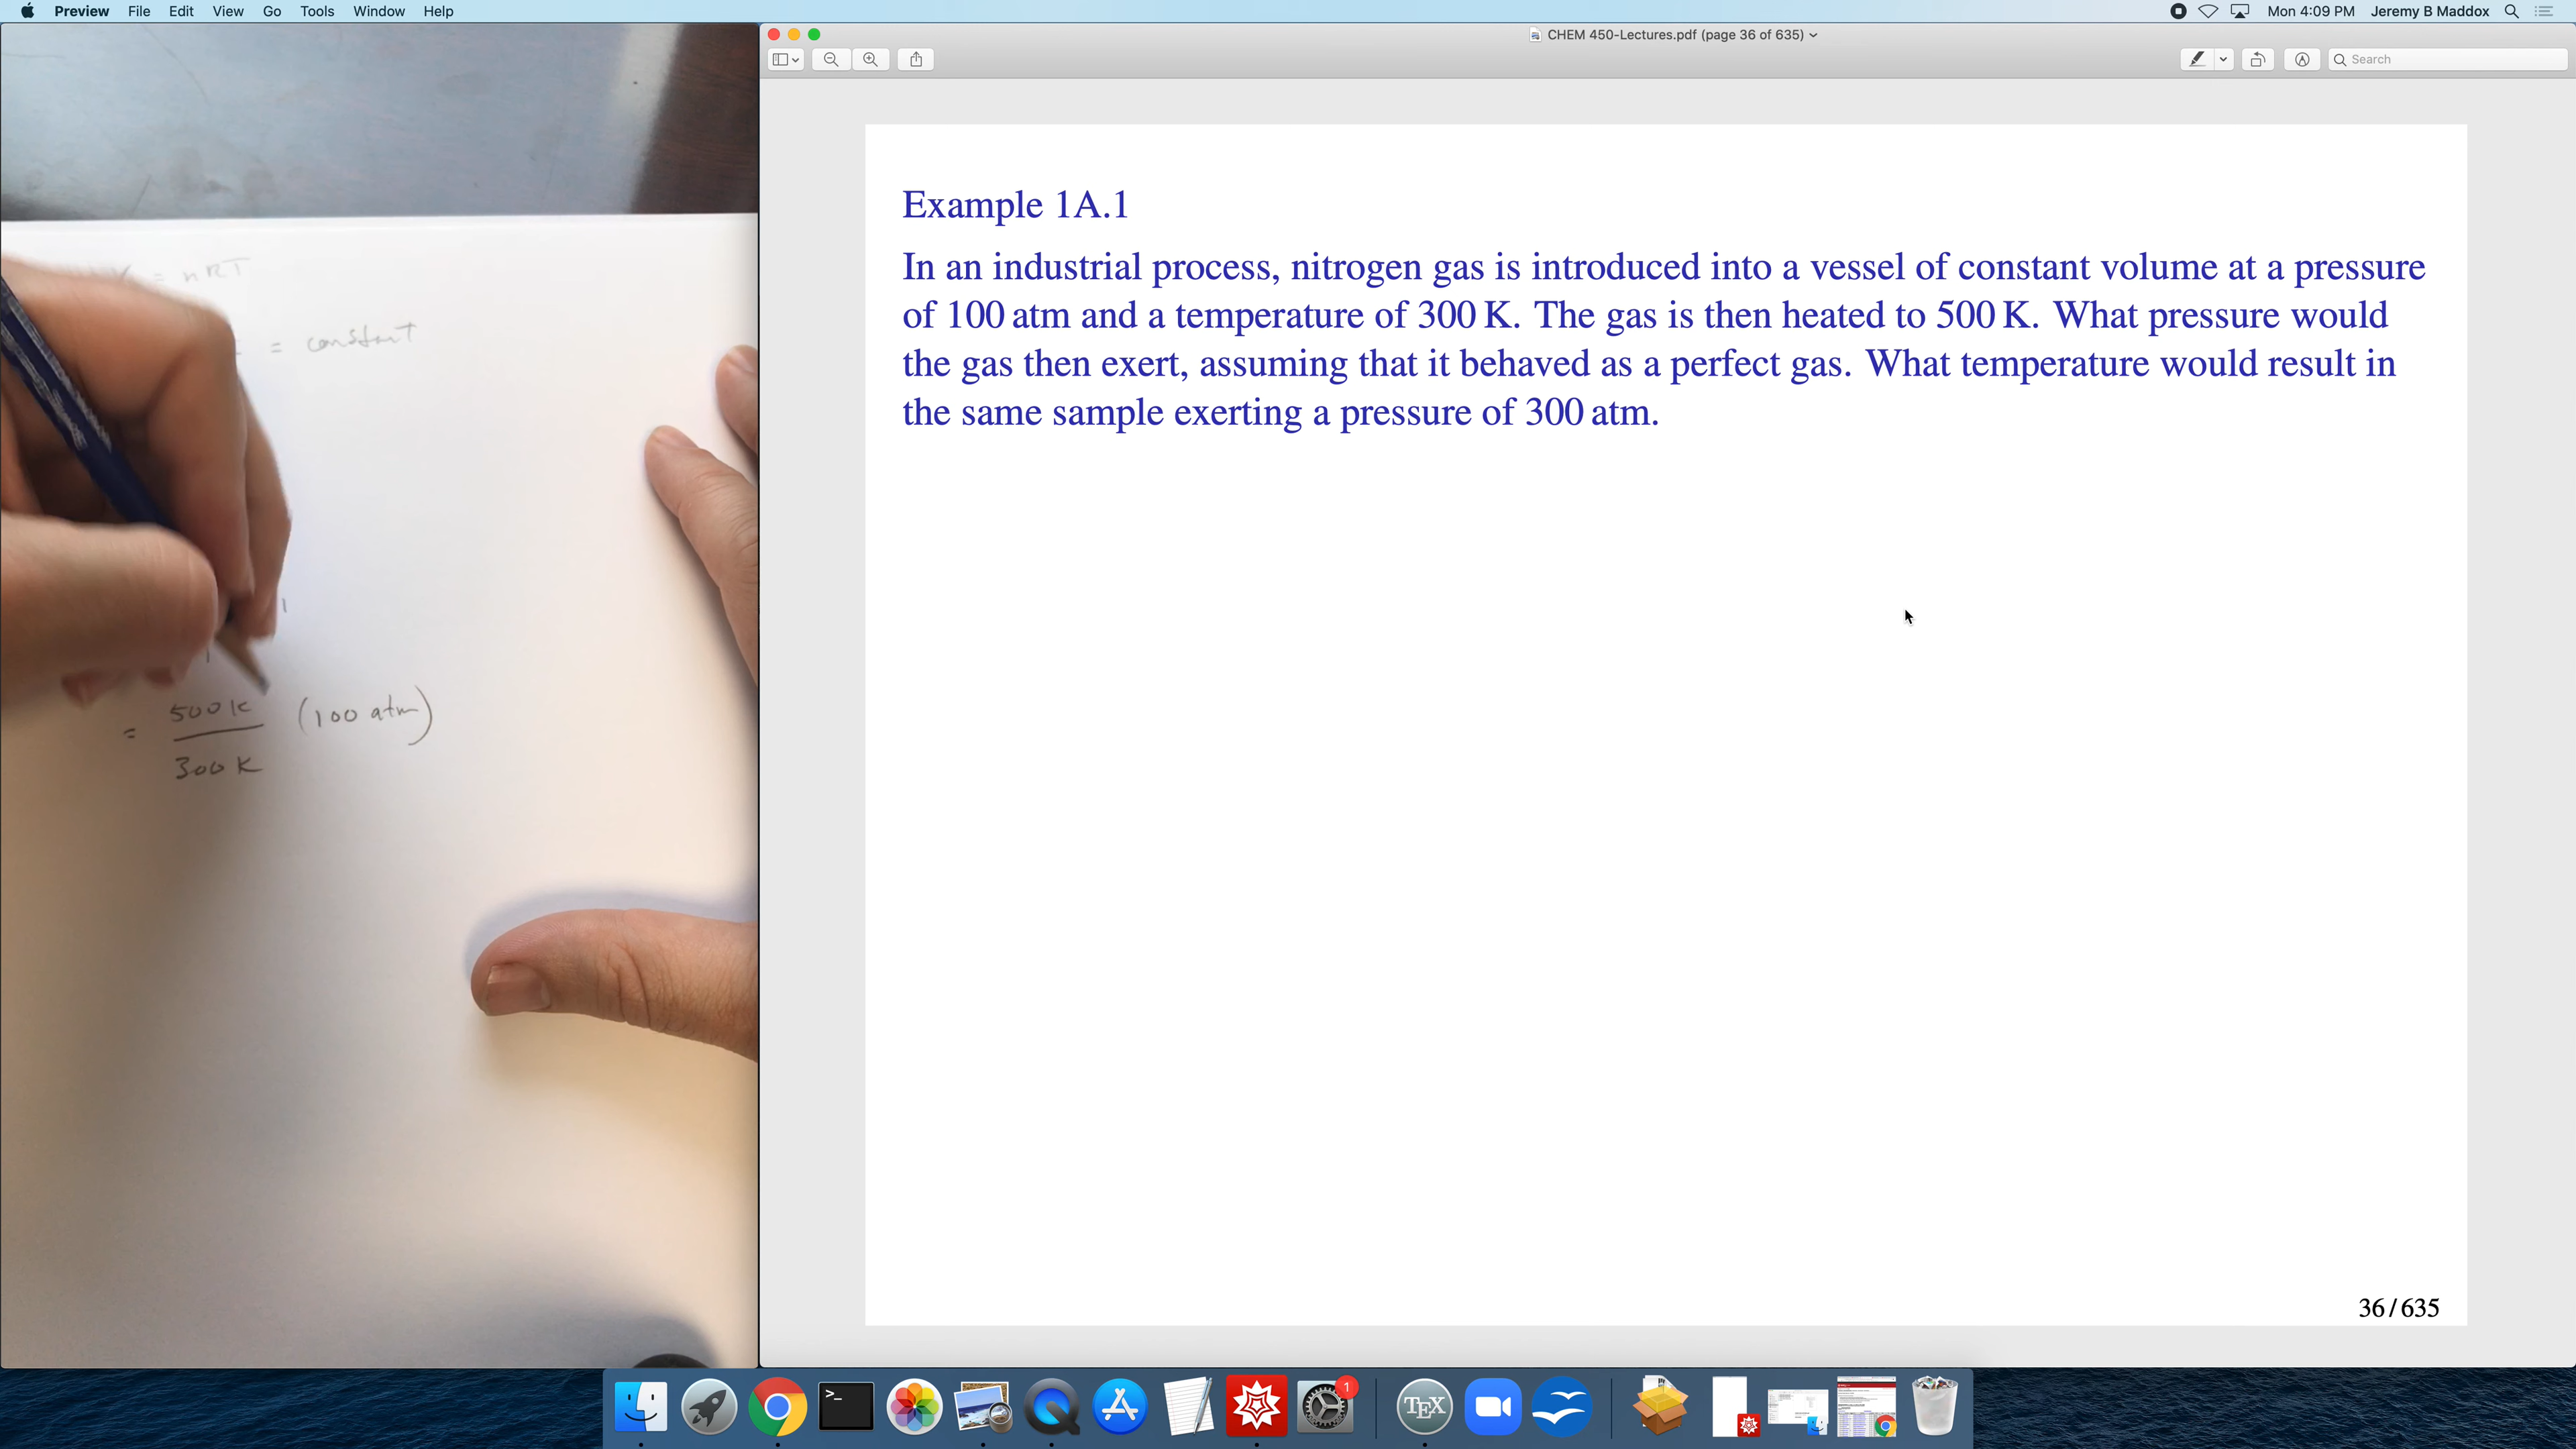 Preview File Edit View Go Tools Window Help
Mon 4:09 PM Jeremy B Maddox
CHEM 450-Lectures.pdf (page 36 of 635)
Search
= nRT
= constant
= 500 K / 300 K (100 atm)
Example 1A.1
In an industrial process, nitrogen gas is introduced into a vessel of constant volume at a pressure
of 100 atm and a temperature of 300 K. The gas is then heated to 500 K. What pressure would
the gas then exert, assuming that it behaved as a perfect gas. What temperature would result in
the same sample exerting a pressure of 300 atm.
36/635
>_
1
TEX